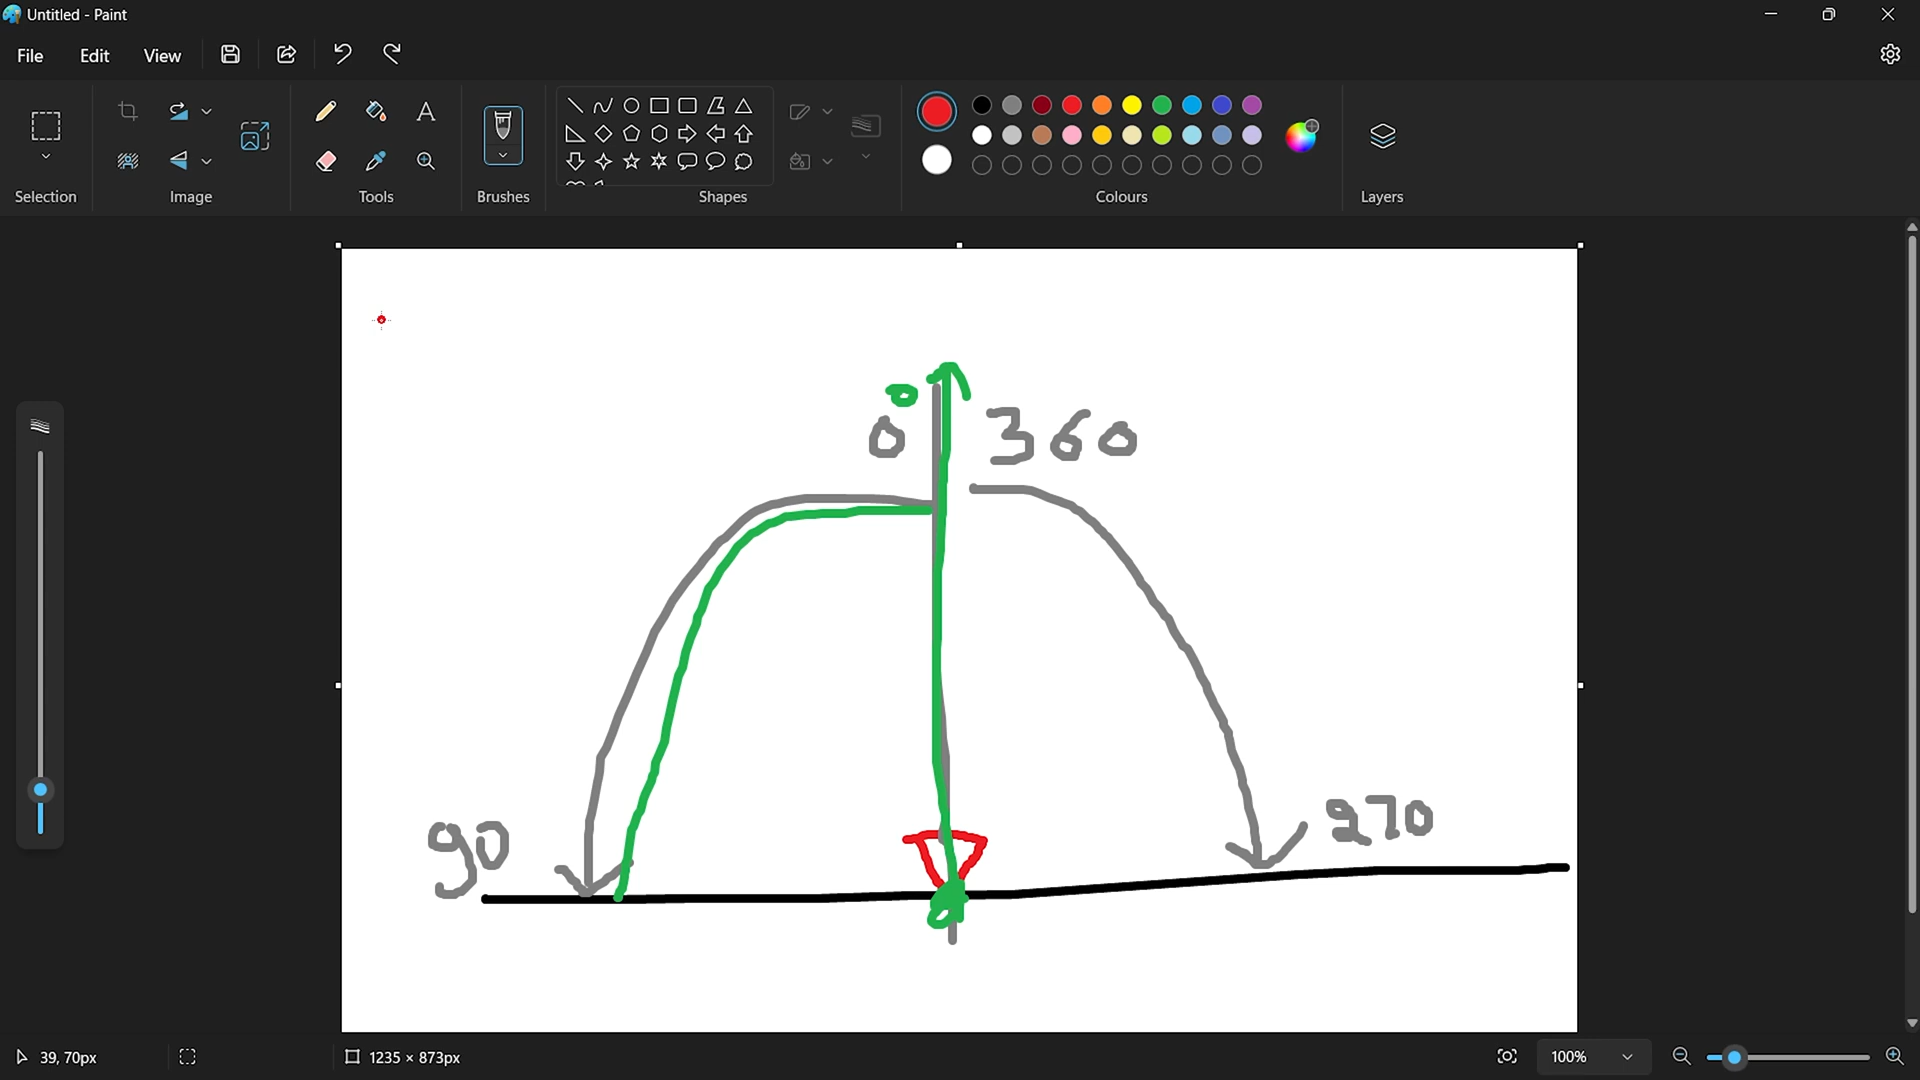 Untitled - Paint
File Edit View
Selection Image Tools Brushes Shapes Colours Layers
0 360
90 270
39, 70px 1235 × 873px 100%